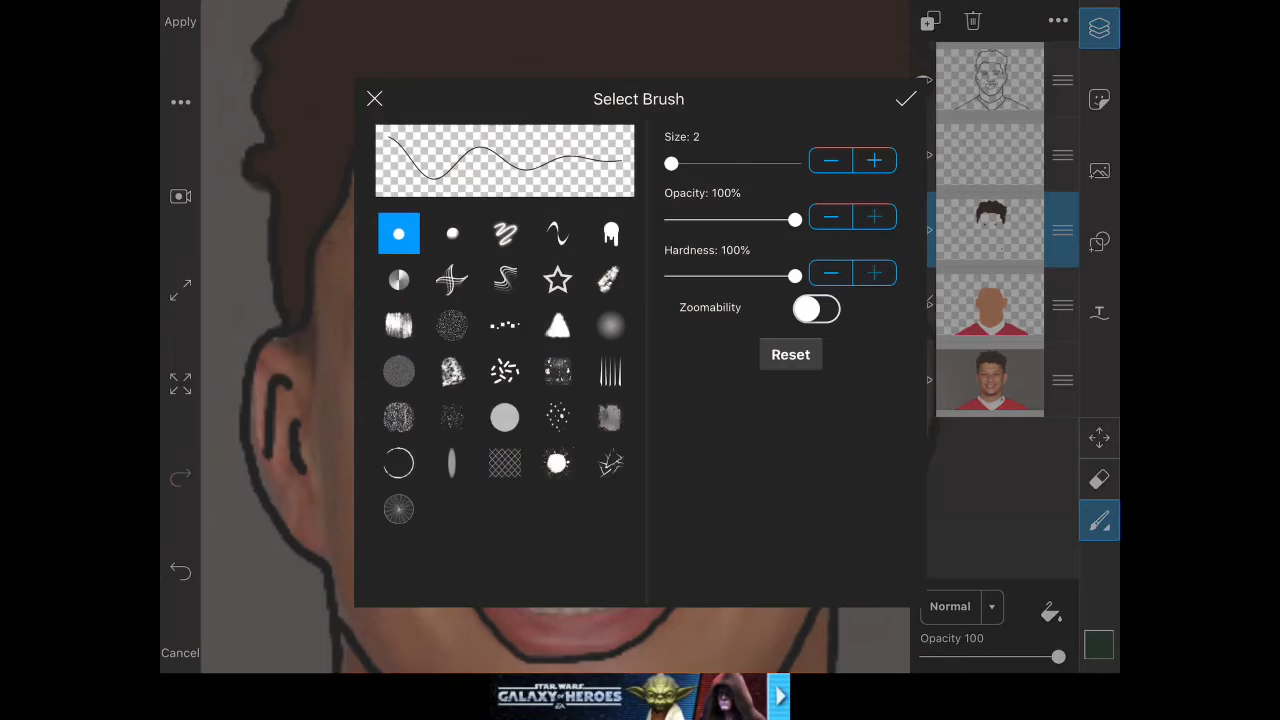 Apply
Select Brush
Size: 2
Opacity: 100%
Hardness: 100%
Zoomability
Reset
Normal
Opacity 100
Cancel
STAR WARS
GALAXY OF HEROES
EA